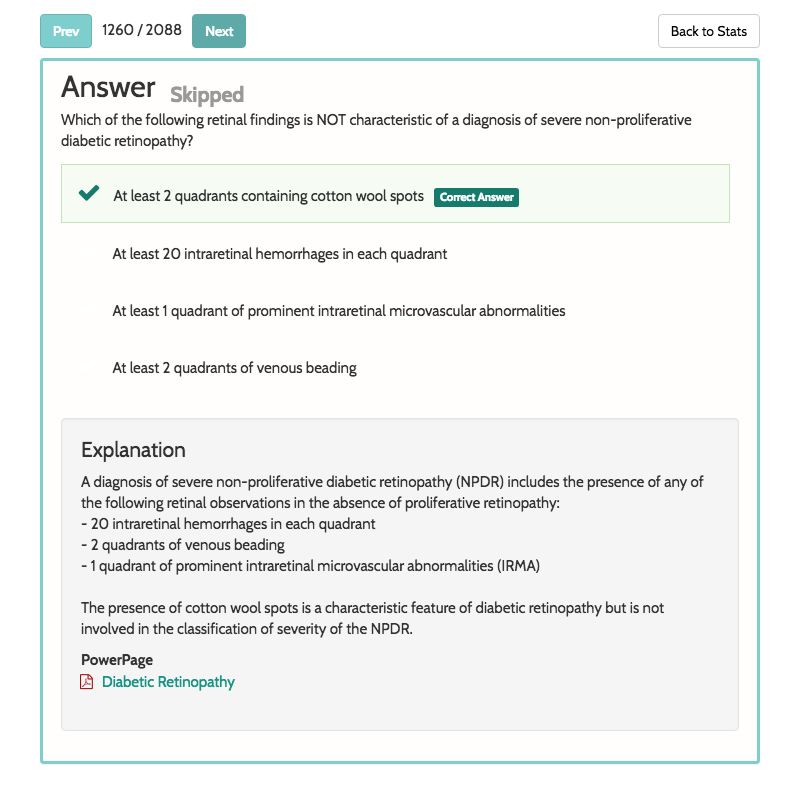 Prev 1260 / 2088 Next Back to Stats
Answer Skipped
Which of the following retinal findings is NOT characteristic of a diagnosis of severe non-proliferative
diabetic retinopathy?
At least 2 quadrants containing cotton wool spots Correct Answer
At least 20 intraretinal hemorrhages in each quadrant
At least 1 quadrant of prominent intraretinal microvascular abnormalities
At least 2 quadrants of venous beading
Explanation
A diagnosis of severe non-proliferative diabetic retinopathy (NPDR) includes the presence of any of
the following retinal observations in the absence of proliferative retinopathy:
- 20 intraretinal hemorrhages in each quadrant
- 2 quadrants of venous beading
- 1 quadrant of prominent intraretinal microvascular abnormalities (IRMA)
The presence of cotton wool spots is a characteristic feature of diabetic retinopathy but is not
involved in the classification of severity of the NPDR.
PowerPage
Diabetic Retinopathy